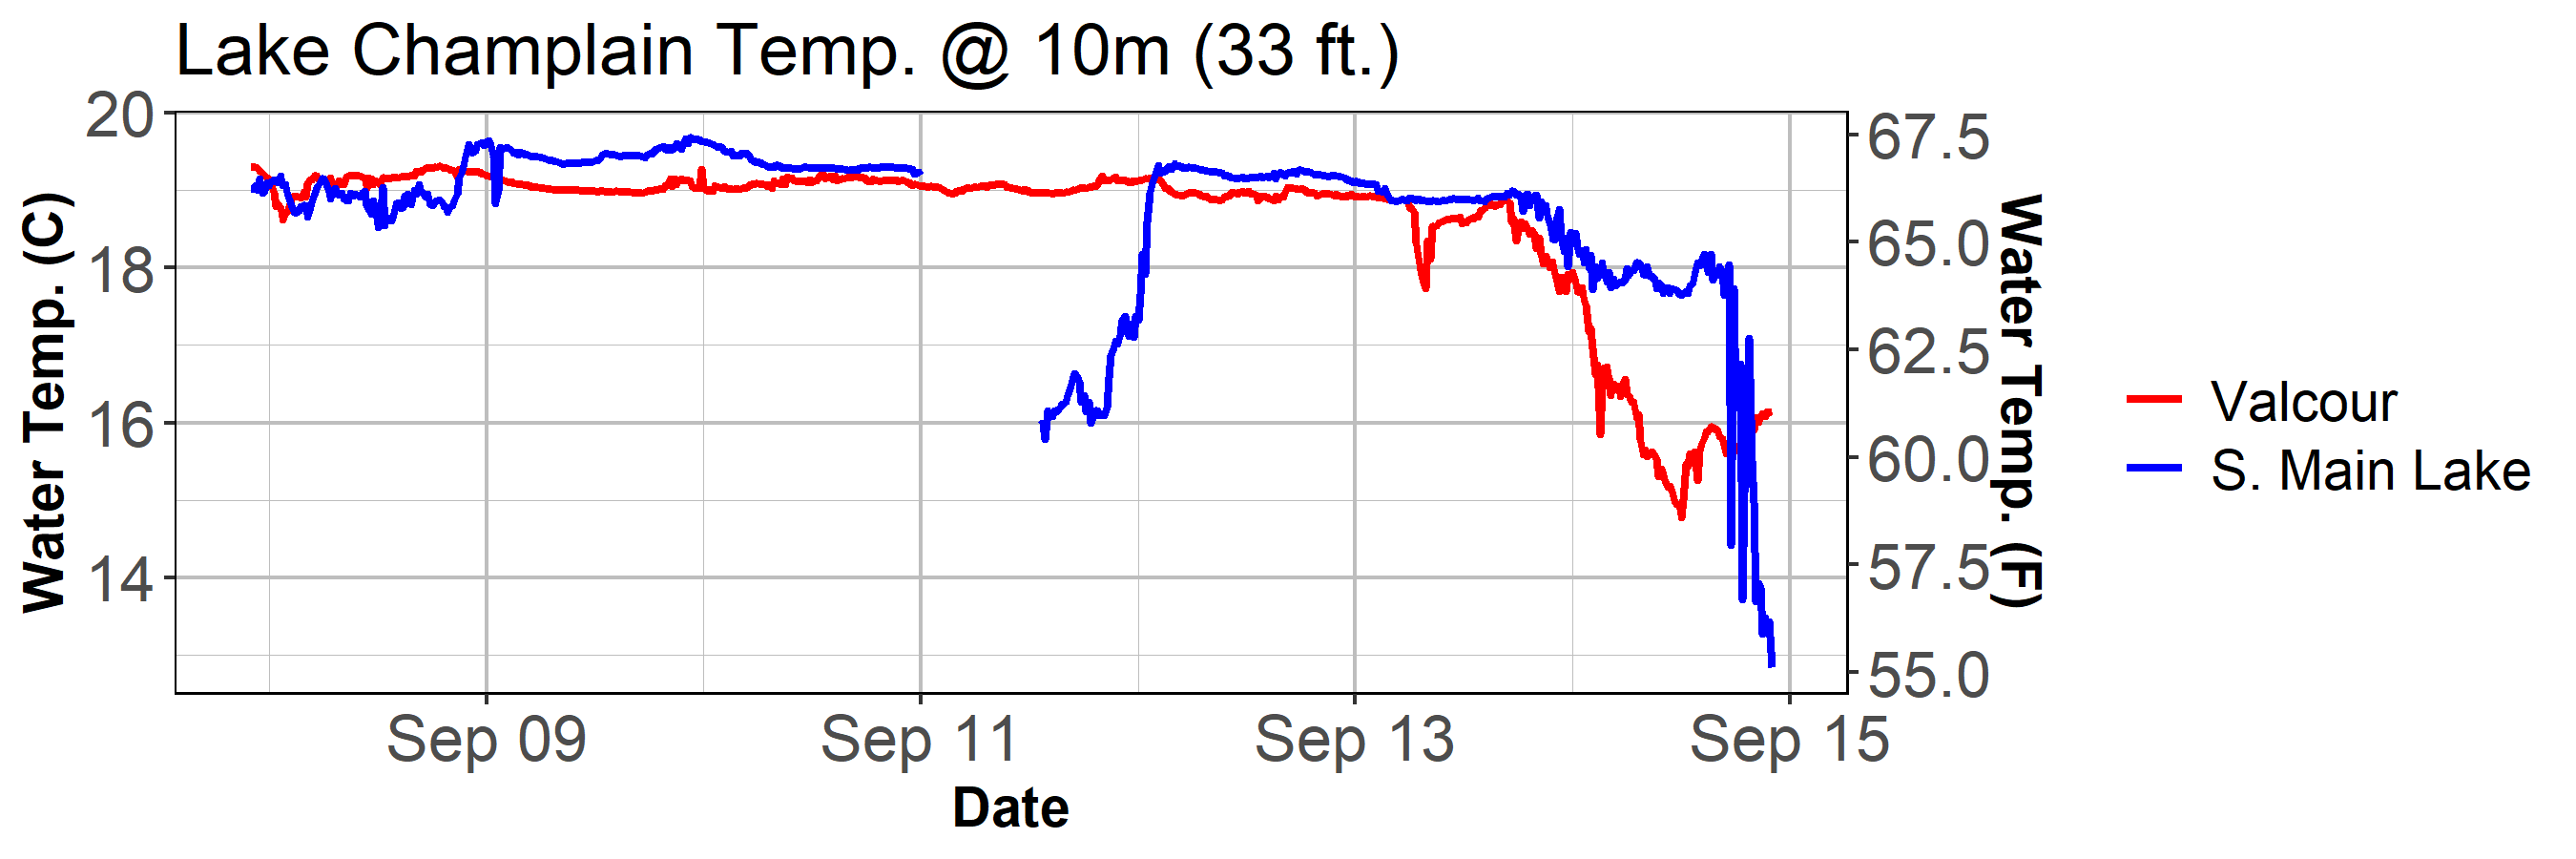 Lake Champlain Temp. @ 10m (33 ft.)
Water Temp. (C)
20
18
16
14
67.5
65.0
62.5
60.0
57.5
55.0
Water Temp. (F)
Sep 09
Sep 11
Sep 13
Sep 15
Date
Valcour
S. Main Lake